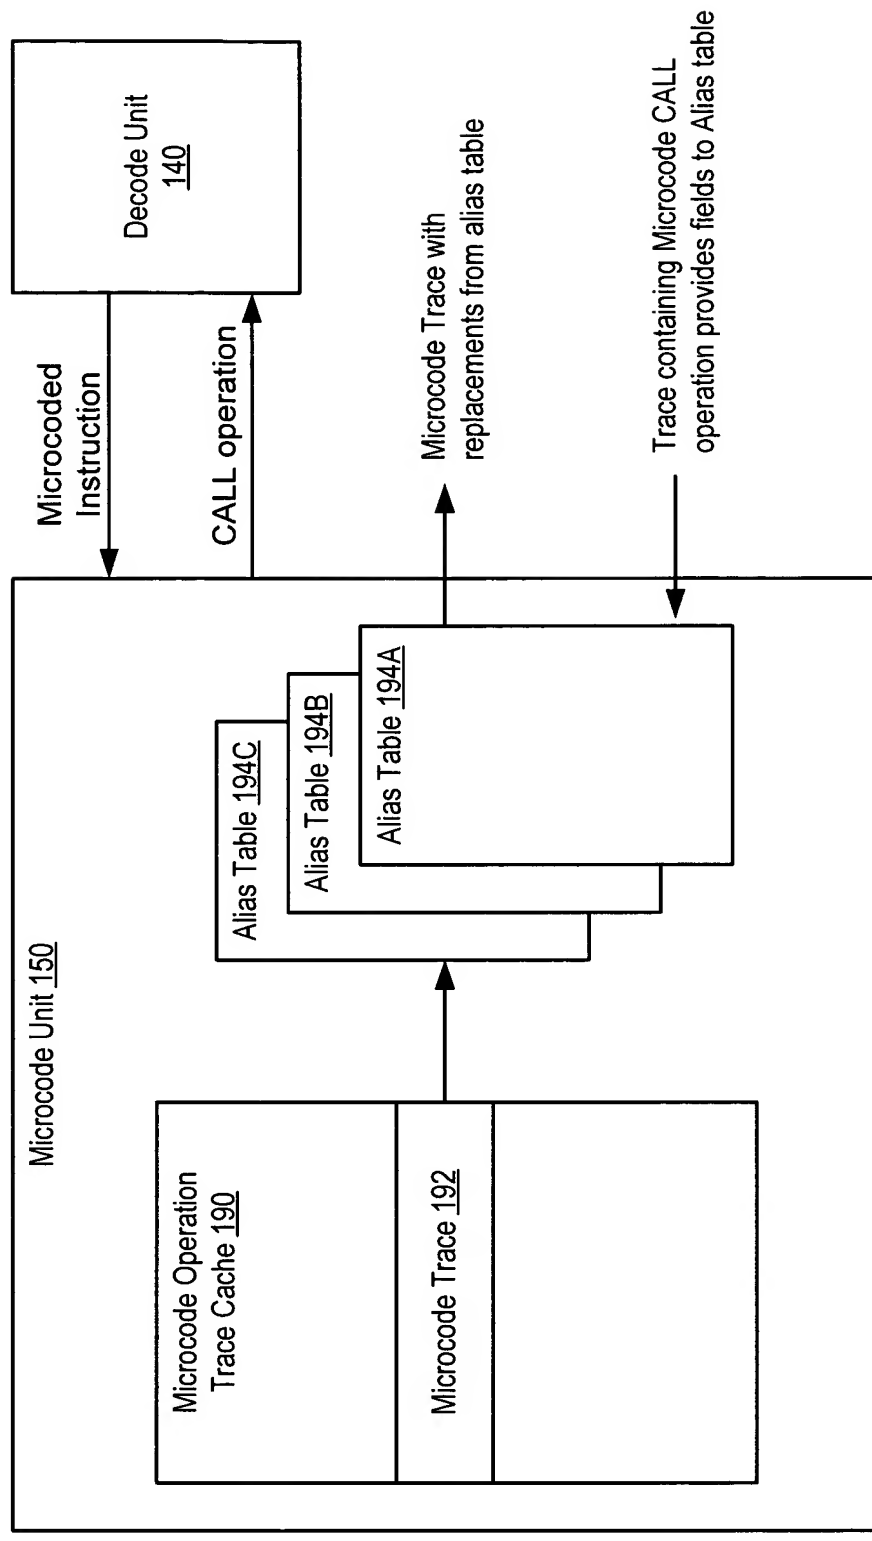 Microcode Unit 150
Microcode Operation
Trace Cache 190
Microcode Trace 192
Alias Table 194C
Alias Table 194B
Alias Table 194A
Microcoded
Instruction
CALL operation
Decode Unit
140
Microcode Trace with
replacements from alias table
Trace containing Microcode CALL
operation provides fields to Alias table